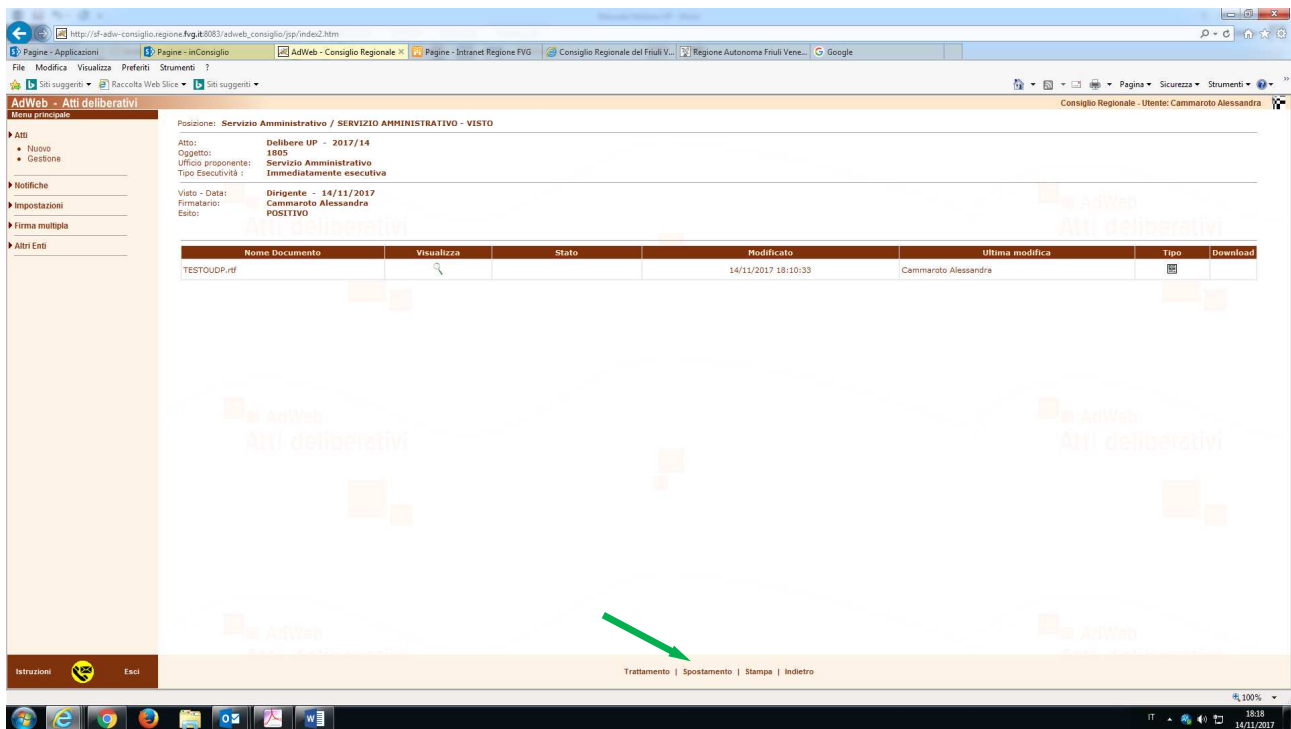 http://sf-adw-consiglio.regione.fvg.it:8083/adweb_consiglio/jsp/index2.htm
Pagine - Applicazioni Pagine - inConsiglio AdWeb - Consiglio Regionale × Pagine - Intranet Regione FVG Consiglio Regionale del Friuli V... Regione Autonoma Friuli Vene... Google
File Modifica Visualizza Preferiti Strumenti ?
Siti suggeriti Raccolta Web Slice Siti suggeriti Pagina Sicurezza Strumenti
AdWeb - Atti deliberativi Consiglio Regionale - Utente: Cammaroto Alessandra
Menu principale
Posizione: Servizio Amministrativo / SERVIZIO AMMINISTRATIVO - VISTO
Atti
• Nuovo
• Gestione
Notifiche
Impostazioni
Firma multipla
Altri Enti
Atto: Delibere UP - 2017/14
Oggetto: 1805
Ufficio proponente: Servizio Amministrativo
Tipo Esecutività : Immediatamente esecutiva
Visto - Data: Dirigente - 14/11/2017
Firmatario: Cammaroto Alessandra
Esito: POSITIVO
Nome Documento Visualizza Stato Modificato Ultima modifica Tipo Download
TESTOUDP.rtf 14/11/2017 18:10:33 Cammaroto Alessandra
AdWeb
Atti deliberativi
AdWeb
Atti deliberativi
Istruzioni Esci Trattamento | Spostamento | Stampa | Indietro
100%
IT 18:18
14/11/2017